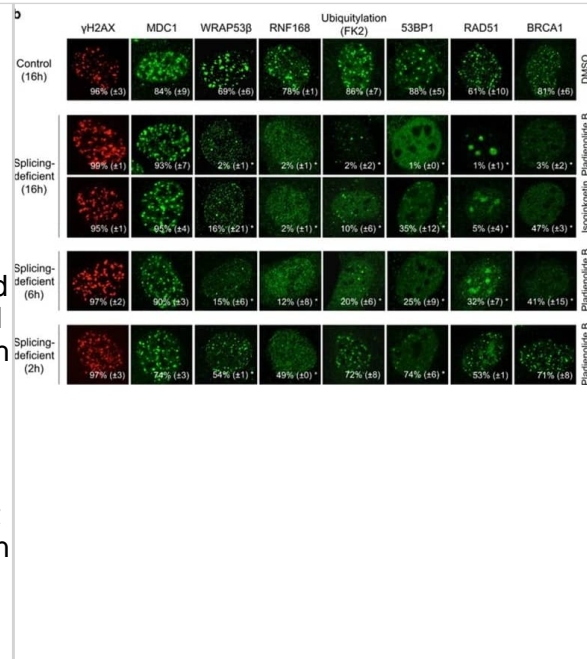 b
γH2AX MDC1 WRAP53β RNF168 Ubiquitylation (FK2) 53BP1 RAD51 BRCA1
Control (16h)
96% (±3) 84% (±9) 69% (±6) 78% (±1) 86% (±7) 88% (±5) 61% (±10) 81% (±6)
DMSO
Splicing-deficient (16h)
99% (±1) 93% (±7) 2% (±1) * 2% (±1) * 2% (±2) * 1% (±0) * 1% (±1) * 3% (±2) *
Pladienolide B
95% (±1) 95% (±4) 16% (±21) * 2% (±1) * 10% (±6) * 35% (±12) * 5% (±4) * 47% (±3) *
Isoginkgetin
Splicing-deficient (6h)
97% (±2) 90% (±3) 15% (±6) * 12% (±8) * 20% (±6) * 25% (±9) * 32% (±7) * 41% (±15) *
Pladienolide B
Splicing-deficient (2h)
97% (±3) 74% (±3) 54% (±1) * 49% (±0) * 72% (±8) 74% (±6) * 53% (±1) 71% (±8)
Pladienolide B